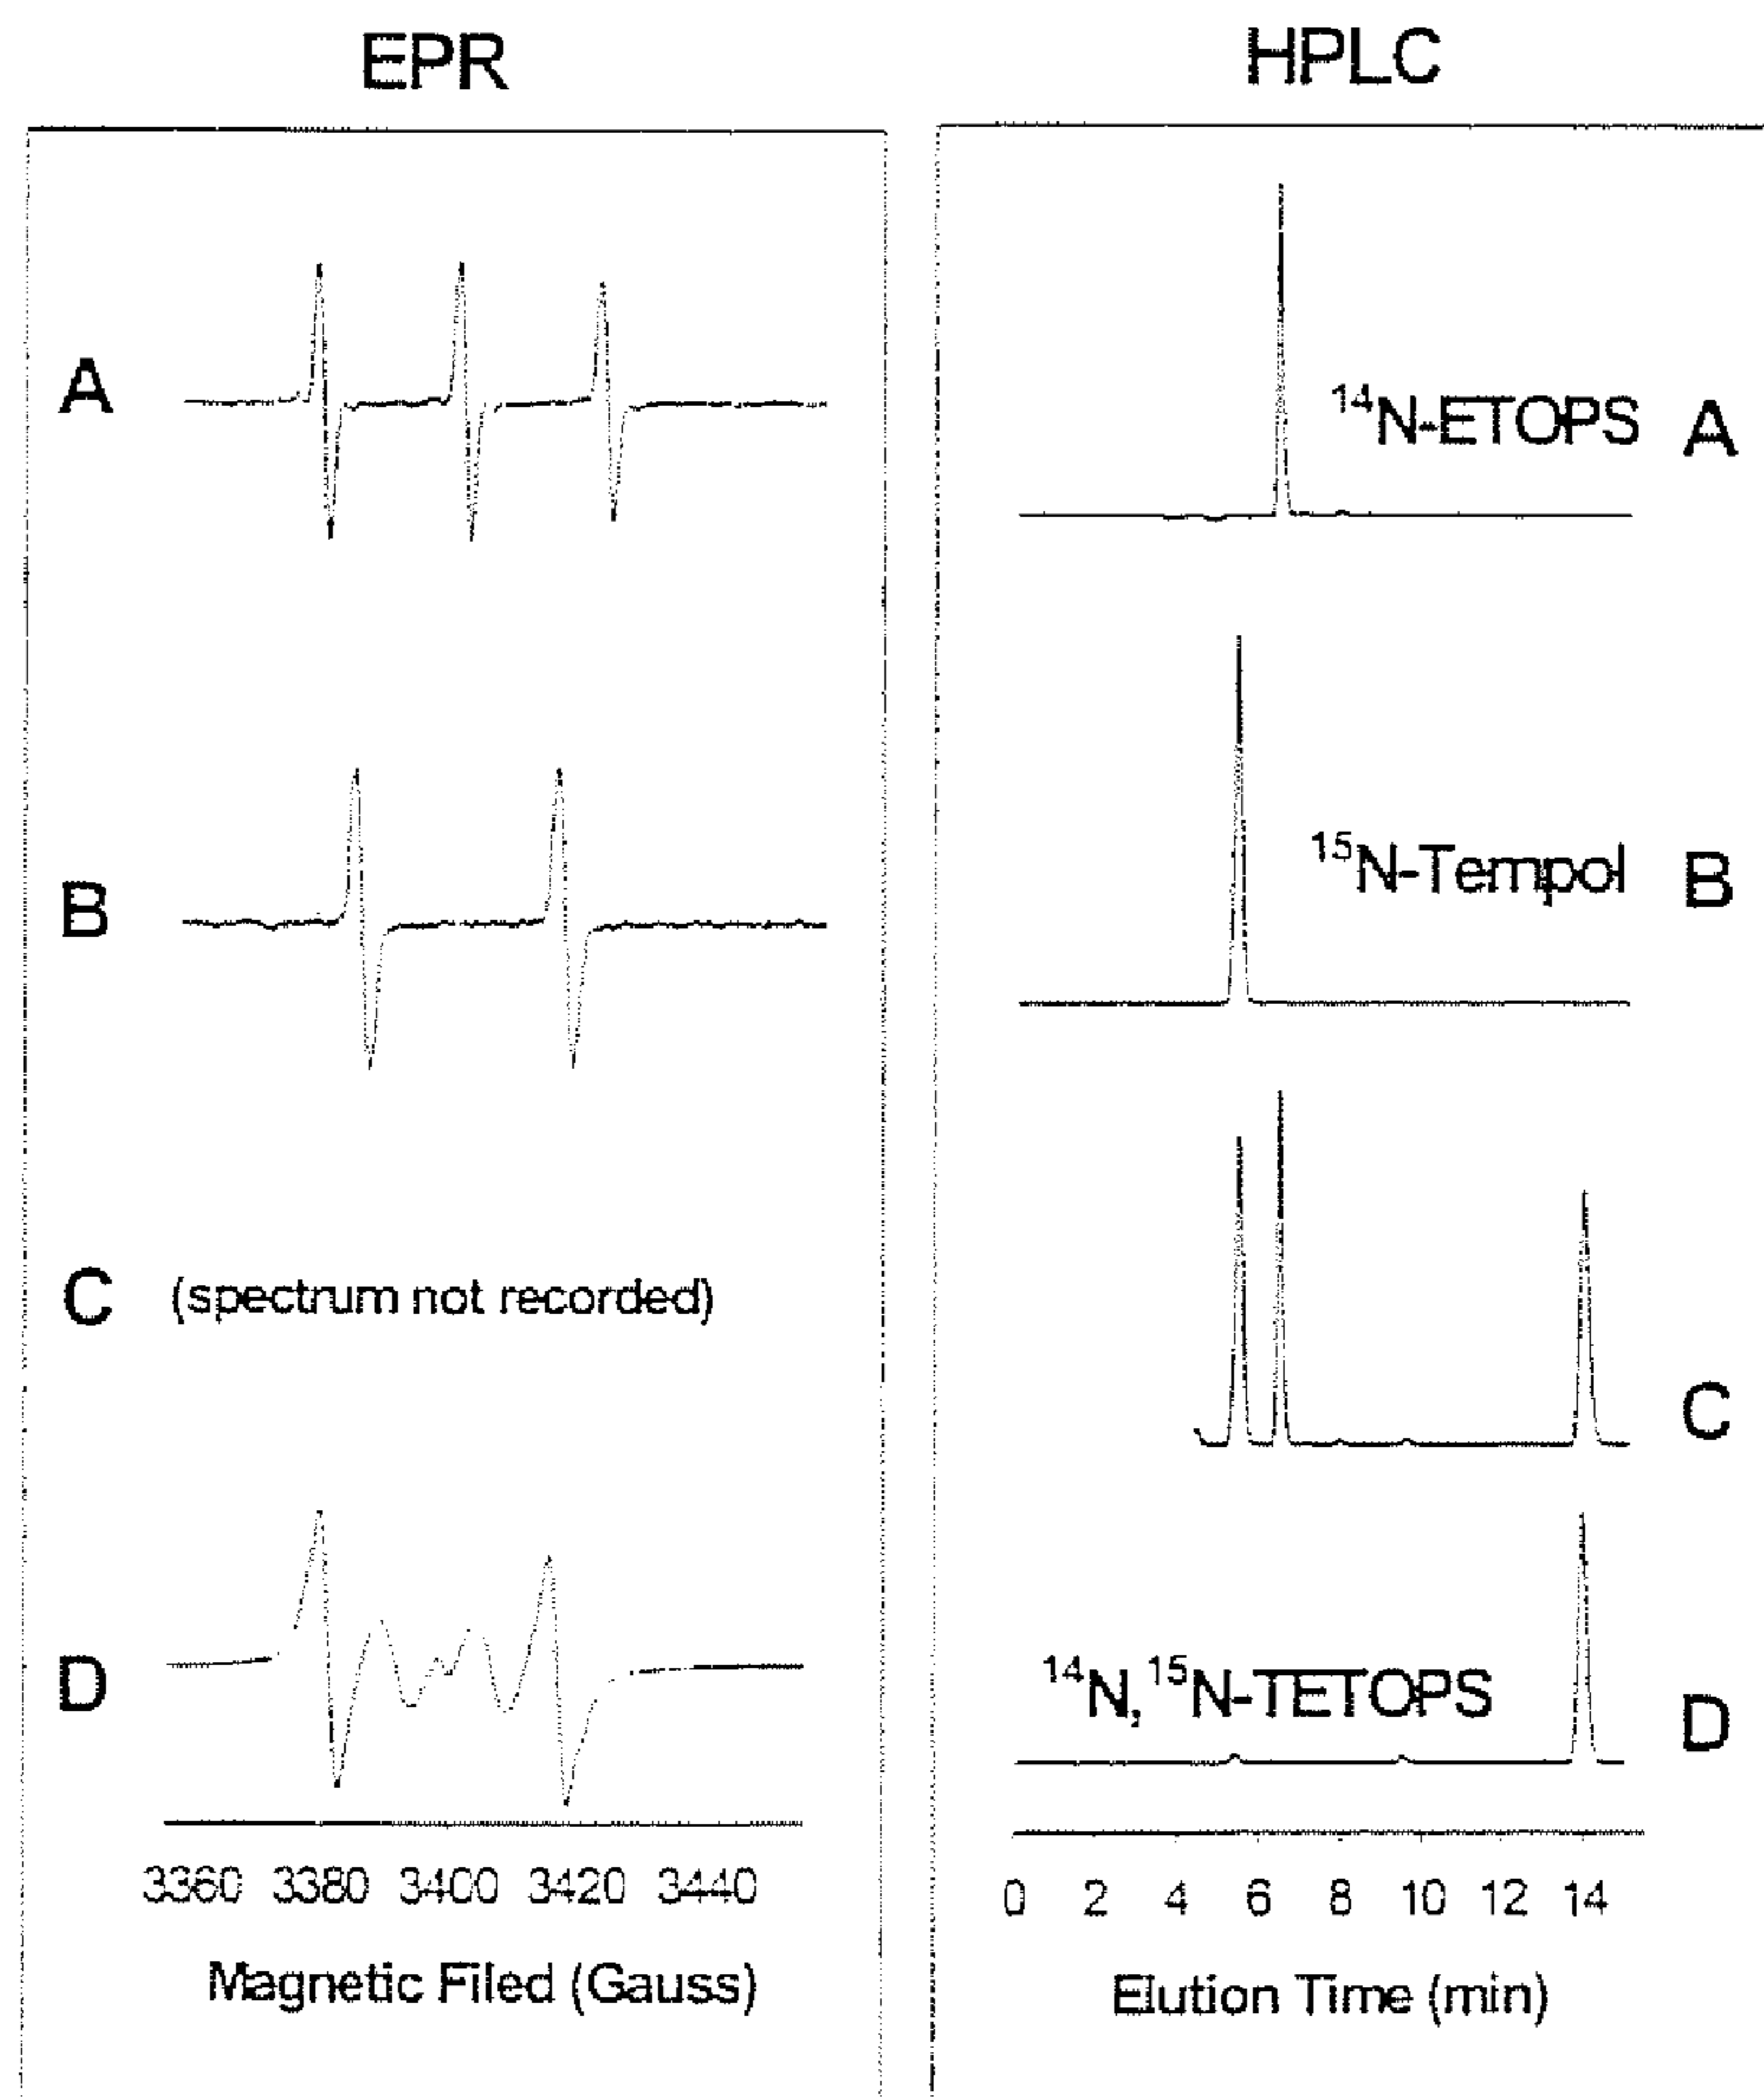 EPR
A
B
C (spectrum not recorded)
D
3360 3380 3400 3420 3440
Magnetic Filed (Gauss)
HPLC
¹⁴N-ETOPS A
¹⁵N-Tempol B
C
¹⁴N,¹⁵N-TETOPS D
0 2 4 6 8 10 12 14
Elution Time (min)